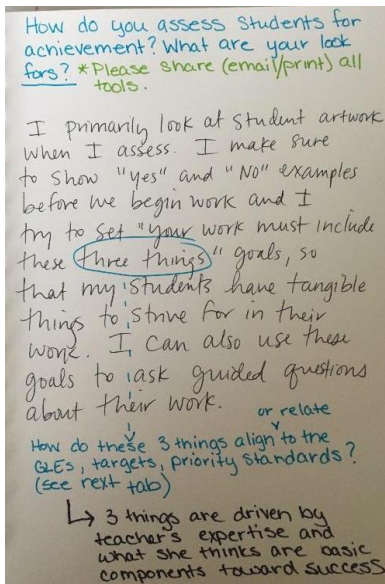 How do you assess students for
achievement? What are your look
fors? *Please share (email/print) all
tools.
I primarily look at student artwork
when I assess. I make sure
to show "yes" and "No" examples
before we begin work and I
try to set "your work must include
these three things" goals, so
that my students have tangible
things to strive for in their
work. I can also use these
goals to ask guided questions
about their work.
or relate
How do these 3 things align to the
GLEs, targets, priority standards?
(see next tab)
↳ 3 things are driven by
teacher's expertise and
what she thinks are basic
components toward success